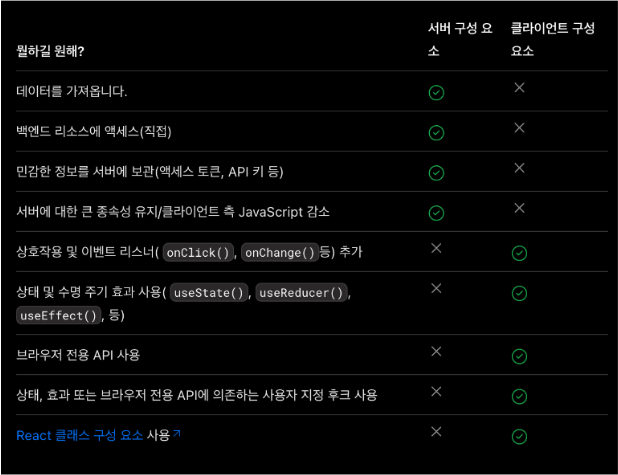 뭘하길 원해? 서버 구성 요소 클라이언트 구성 요소
데이터를 가져옵니다.
백엔드 리소스에 액세스(직접)
민감한 정보를 서버에 보관(액세스 토큰, API 키 등)
서버에 대한 큰 종속성 유지/클라이언트 측 JavaScript 감소
상호작용 및 이벤트 리스너( onClick(), onChange()등) 추가
상태 및 수명 주기 효과 사용( useState(), useReducer(),
useEffect(), 등)
브라우저 전용 API 사용
상태, 효과 또는 브라우저 전용 API에 의존하는 사용자 지정 후크 사용
React 클래스 구성 요소 사용